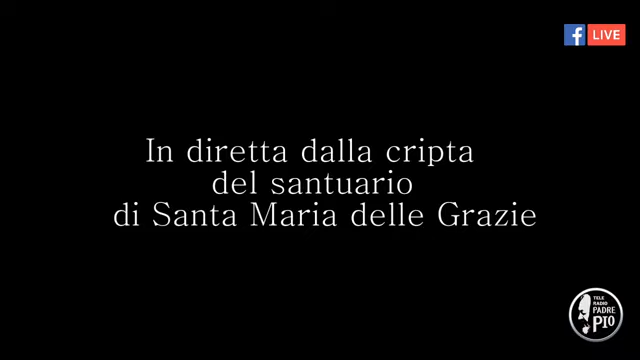 f LIVE
In diretta dalla cripta
del santuario
di Santa Maria delle Grazie
TELE
RADIO
PADRE
PIO